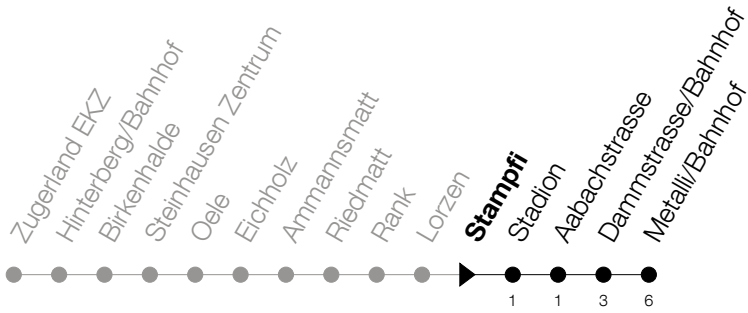 Zugerland EKZ
Hinterberg/Bahnhof
Birkenhalde
Steinhausen Zentrum
Oele
Eichholz
Ammannsmatt
Riedmatt
Rank
Lorzen
Stampfi
Stadion
Aabachstrasse
Dammstrasse/Bahnhof
Metalli/Bahnhof
1 1 3 6